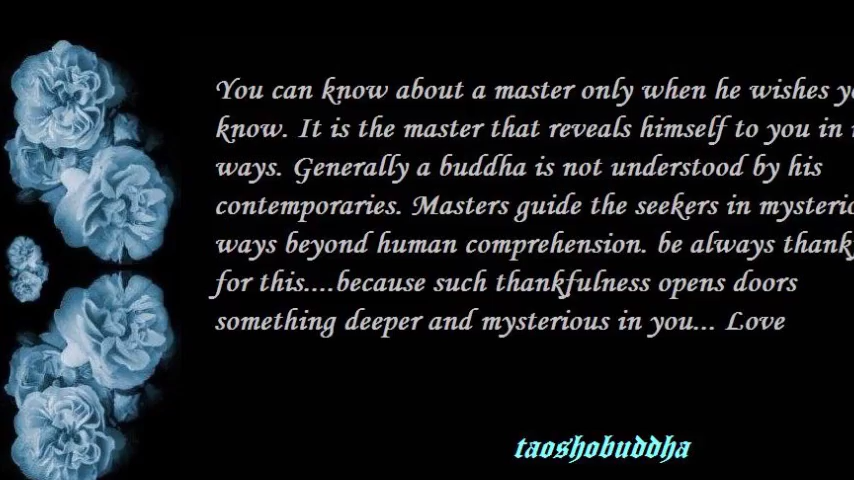 You can know about a master only when he wishes yo
know. It is the master that reveals himself to you in
ways. Generally a buddha is not understood by his
contemporaries. Masters guide the seekers in mysterio
ways beyond human comprehension. be always thank
for this....because such thankfulness opens doors
something deeper and mysterious in you... Love
taoshobuddha